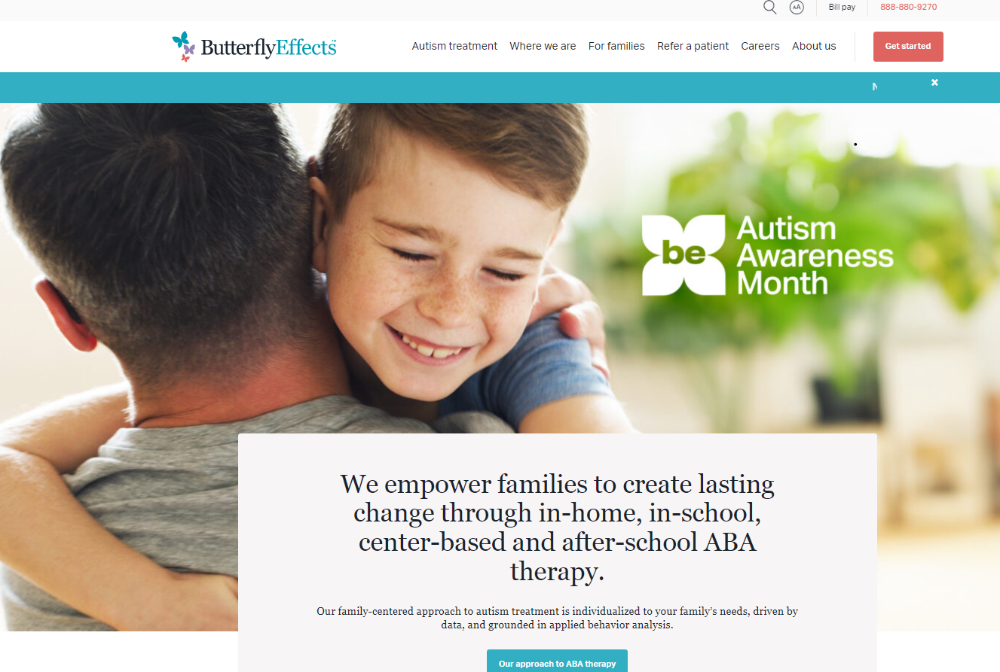 AA Bill pay 888-880-9270
ButterflyEffects™ Autism treatment Where we are For families Refer a patient Careers About us Get started
be Autism
Awareness
Month
We empower families to create lasting
change through in-home, in-school,
center-based and after-school ABA
therapy.
Our family-centered approach to autism treatment is individualized to your family's needs, driven by
data, and grounded in applied behavior analysis.
Our approach to ABA therapy